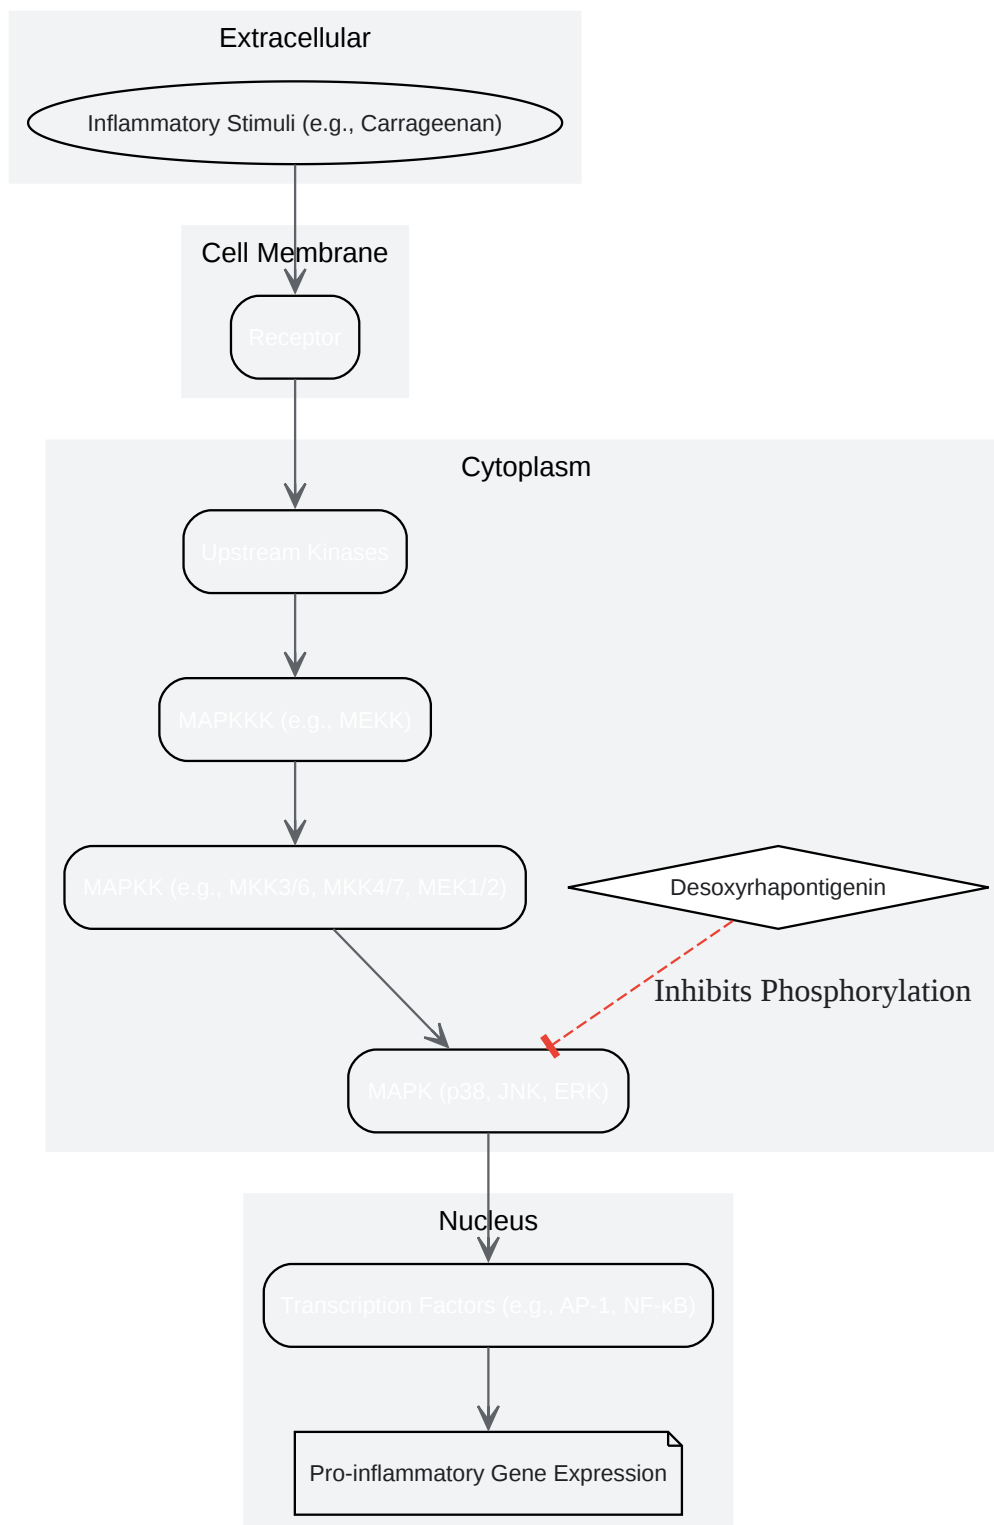 Extracellular
Inflammatory Stimuli (e.g., Carrageenan)
Cell Membrane
Receptor
Cytoplasm
Upstream Kinases
MAPKKK (e.g., MEKK)
MAPKK (e.g., MKK3/6, MKK4/7, MEK1/2)
Desoxyrhapontigenin
Inhibits Phosphorylation
MAPK (p38, JNK, ERK)
Nucleus
Transcription Factors (e.g., AP-1, NF-κB)
Pro-inflammatory Gene Expression